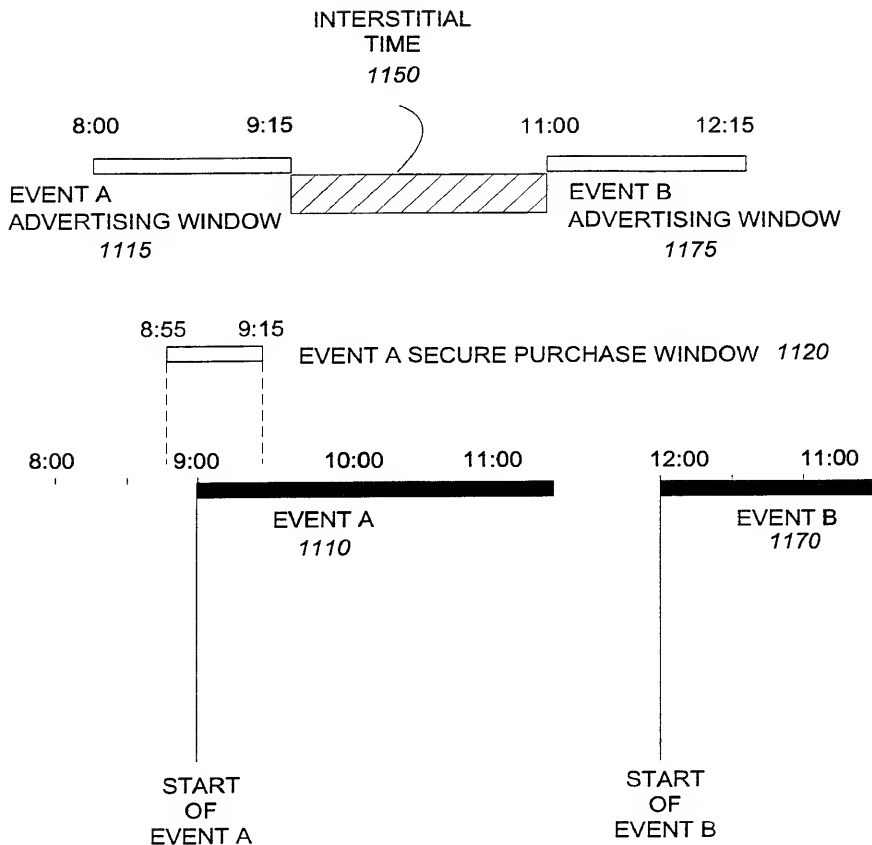 INTERSTITIAL
TIME
1150
8:00 9:15 11:00 12:15
EVENT A
ADVERTISING WINDOW
1115
EVENT B
ADVERTISING WINDOW
1175
8:55 9:15
EVENT A SECURE PURCHASE WINDOW 1120
8:00 9:00 10:00 11:00 12:00 11:00
EVENT A
1110
EVENT B
1170
START
OF
EVENT A
START
OF
EVENT B